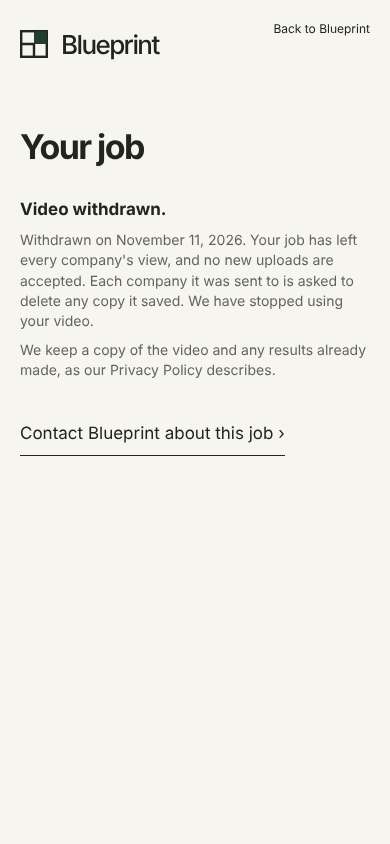 Back to Blueprint
Blueprint
Your job
Video withdrawn.
Withdrawn on November 11, 2026. Your job has left
every company's view, and no new uploads are
accepted. Each company it was sent to is asked to
delete any copy it saved. We have stopped using
your video.
We keep a copy of the video and any results already
made, as our Privacy Policy describes.
Contact Blueprint about this job ›